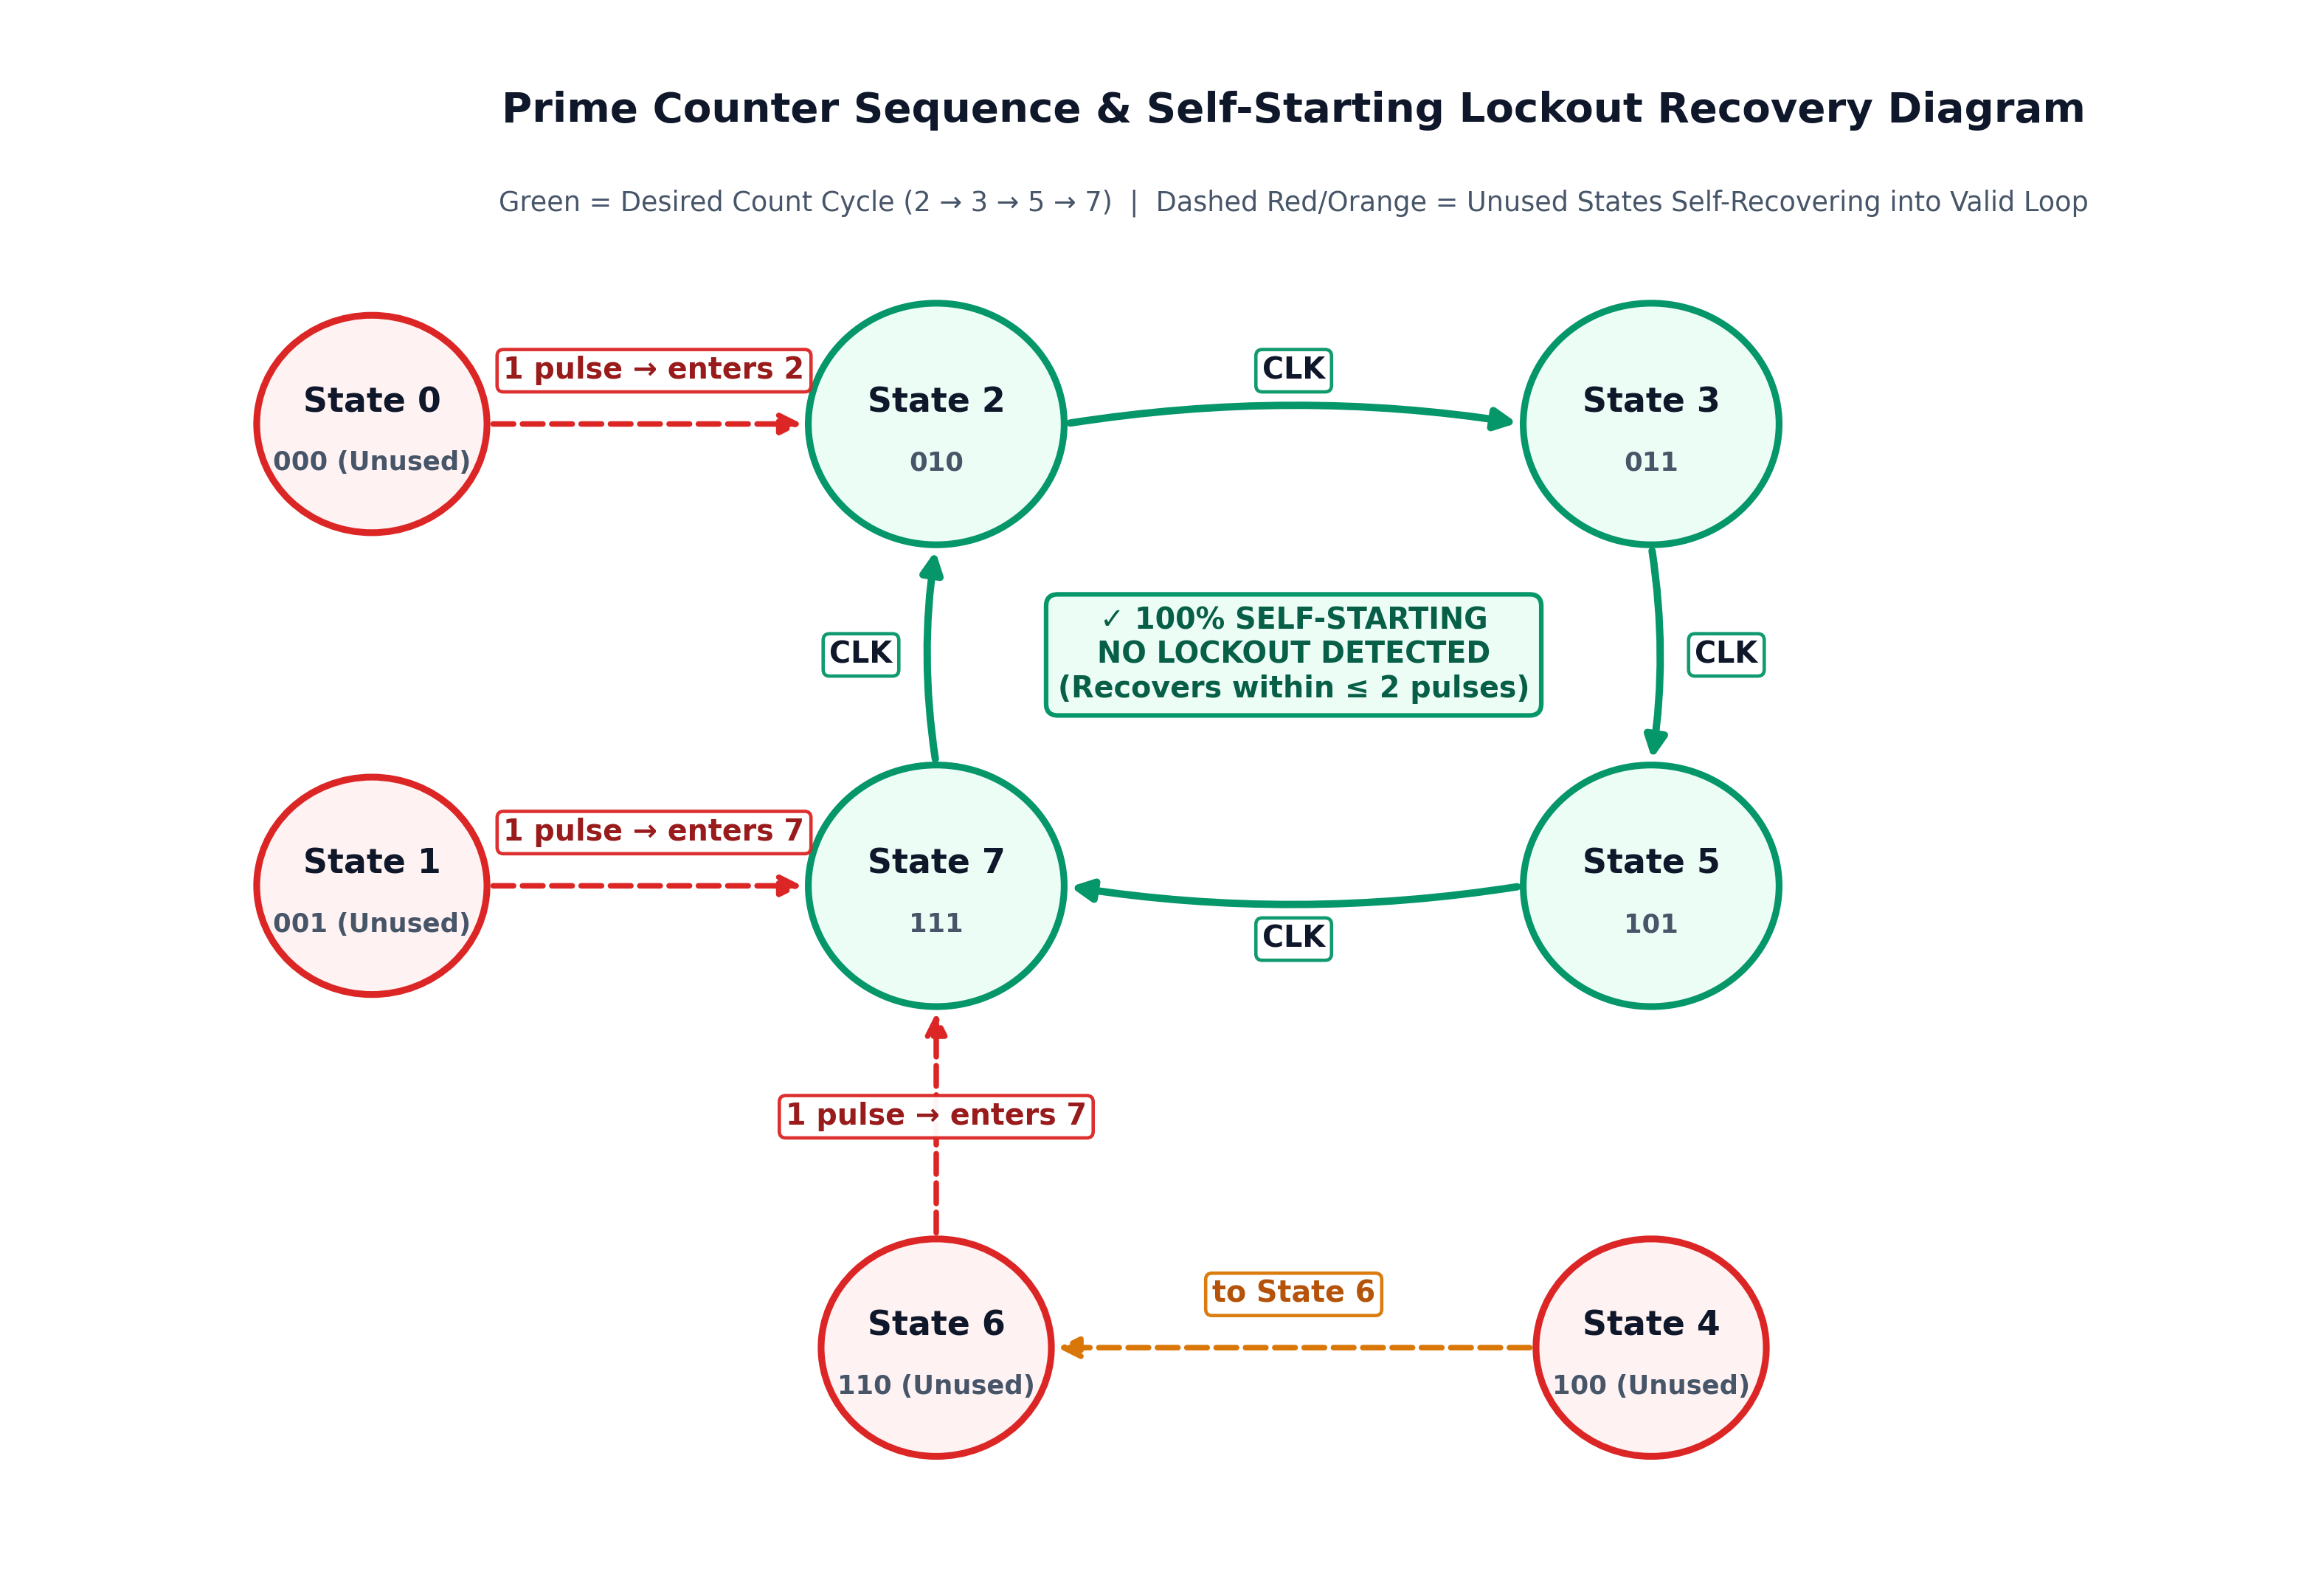 Prime Counter Sequence & Self-Starting Lockout Recovery Diagram
Green = Desired Count Cycle (2 → 3 → 5 → 7)  |  Dashed Red/Orange = Unused States Self-Recovering into Valid Loop
State 0
000 (Unused)
1 pulse → enters 2
State 2
010
CLK
State 3
011
CLK
✓ 100% SELF-STARTING
NO LOCKOUT DETECTED
(Recovers within ≤ 2 pulses)
CLK
State 1
001 (Unused)
1 pulse → enters 7
State 7
111
CLK
State 5
101
1 pulse → enters 7
State 6
110 (Unused)
to State 6
State 4
100 (Unused)